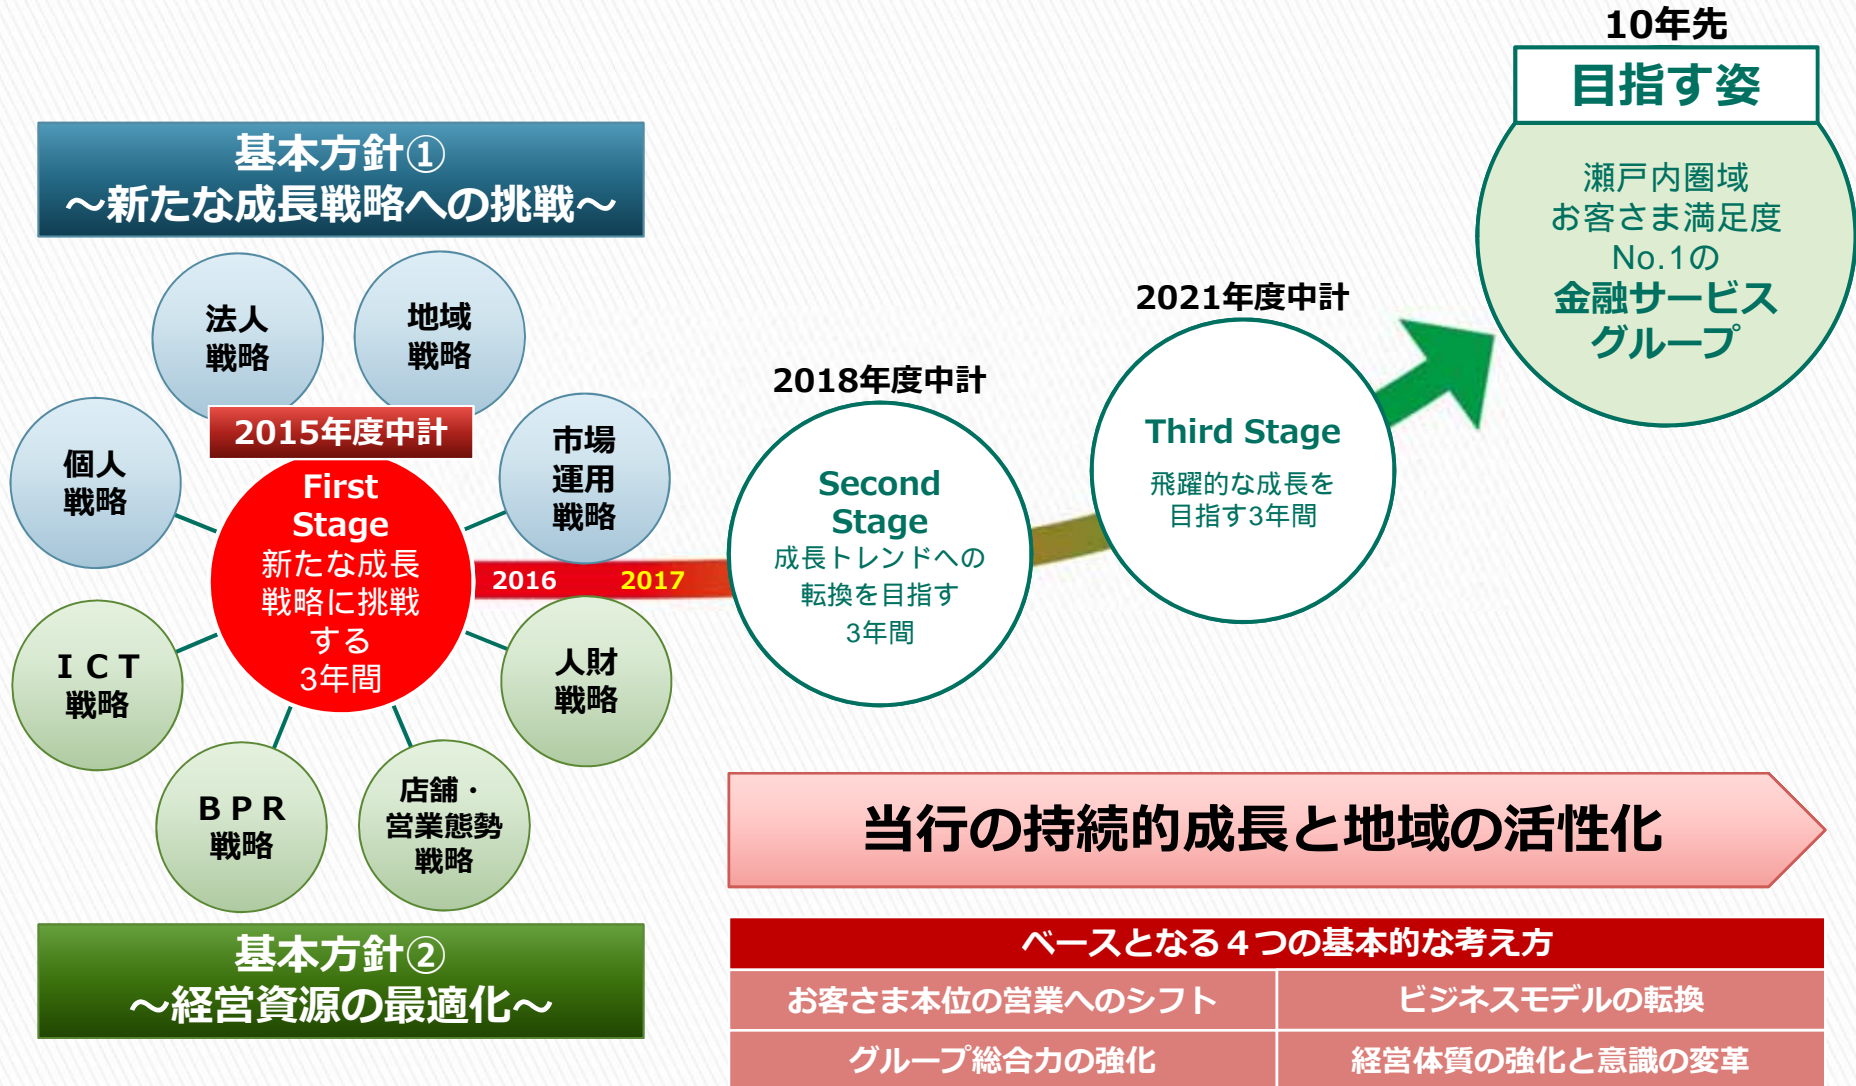 10年先
目指す姿
瀬戸内圏域
お客さま満足度
No.1の
金融サービス
グループ
基本方針①
～新たな成長戦略への挑戦～
法人
戦略
地域
戦略
個人
戦略
市場
運用
戦略
2015年度中計
First
Stage
新たな成長
戦略に挑戦
する
3年間
2016
2017
2018年度中計
Second
Stage
成長トレンドへの
転換を目指す
3年間
2021年度中計
Third Stage
飛躍的な成長を
目指す3年間
ＩＣＴ
戦略
人財
戦略
ＢＰＲ
戦略
店舗・
営業態勢
戦略
基本方針②
～経営資源の最適化～
当行の持続的成長と地域の活性化
ベースとなる４つの基本的な考え方
お客さま本位の営業へのシフト
ビジネスモデルの転換
グループ総合力の強化
経営体質の強化と意識の変革